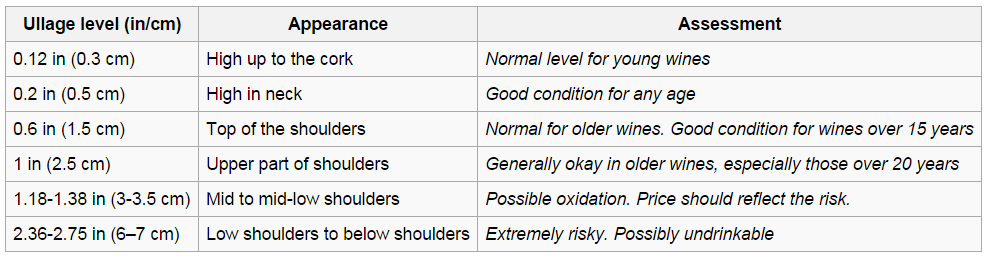 Ullage level (in/cm) Appearance Assessment
0.12 in (0.3 cm) High up to the cork Normal level for young wines
0.2 in (0.5 cm) High in neck Good condition for any age
0.6 in (1.5 cm) Top of the shoulders Normal for older wines. Good condition for wines over 15 years
1 in (2.5 cm) Upper part of shoulders Generally okay in older wines, especially those over 20 years
1.18-1.38 in (3-3.5 cm) Mid to mid-low shoulders Possible oxidation. Price should reflect the risk.
2.36-2.75 in (6–7 cm) Low shoulders to below shoulders Extremely risky. Possibly undrinkable